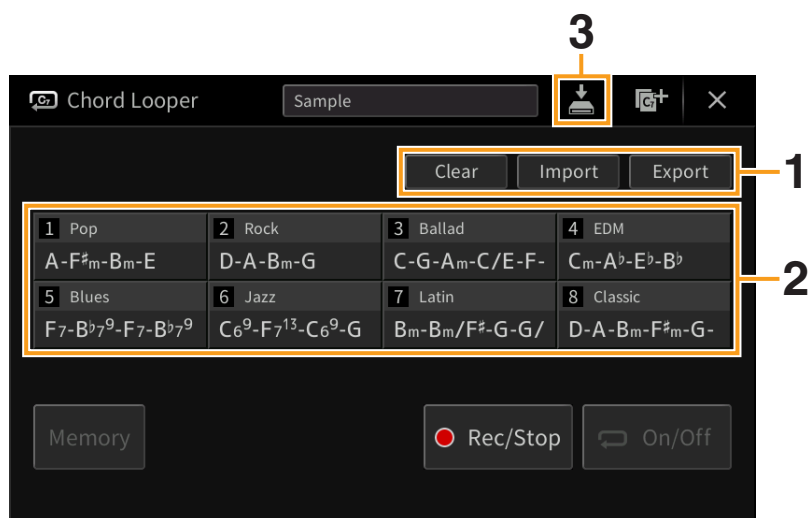 3
Chord Looper Sample
Clear Import Export 1
1 Pop 2 Rock 3 Ballad 4 EDM
A-F♯m-Bm-E D-A-Bm-G C-G-Am-C/E-F- Cm-A♭-E♭-B♭
2
5 Blues 6 Jazz 7 Latin 8 Classic
F7-B♭7⁹-F7-B♭7⁹ C6⁹-F7¹³-C6⁹-G Bm-Bm/F♯-G-G/ D-A-Bm-F♯m-G-
Memory Rec/Stop On/Off